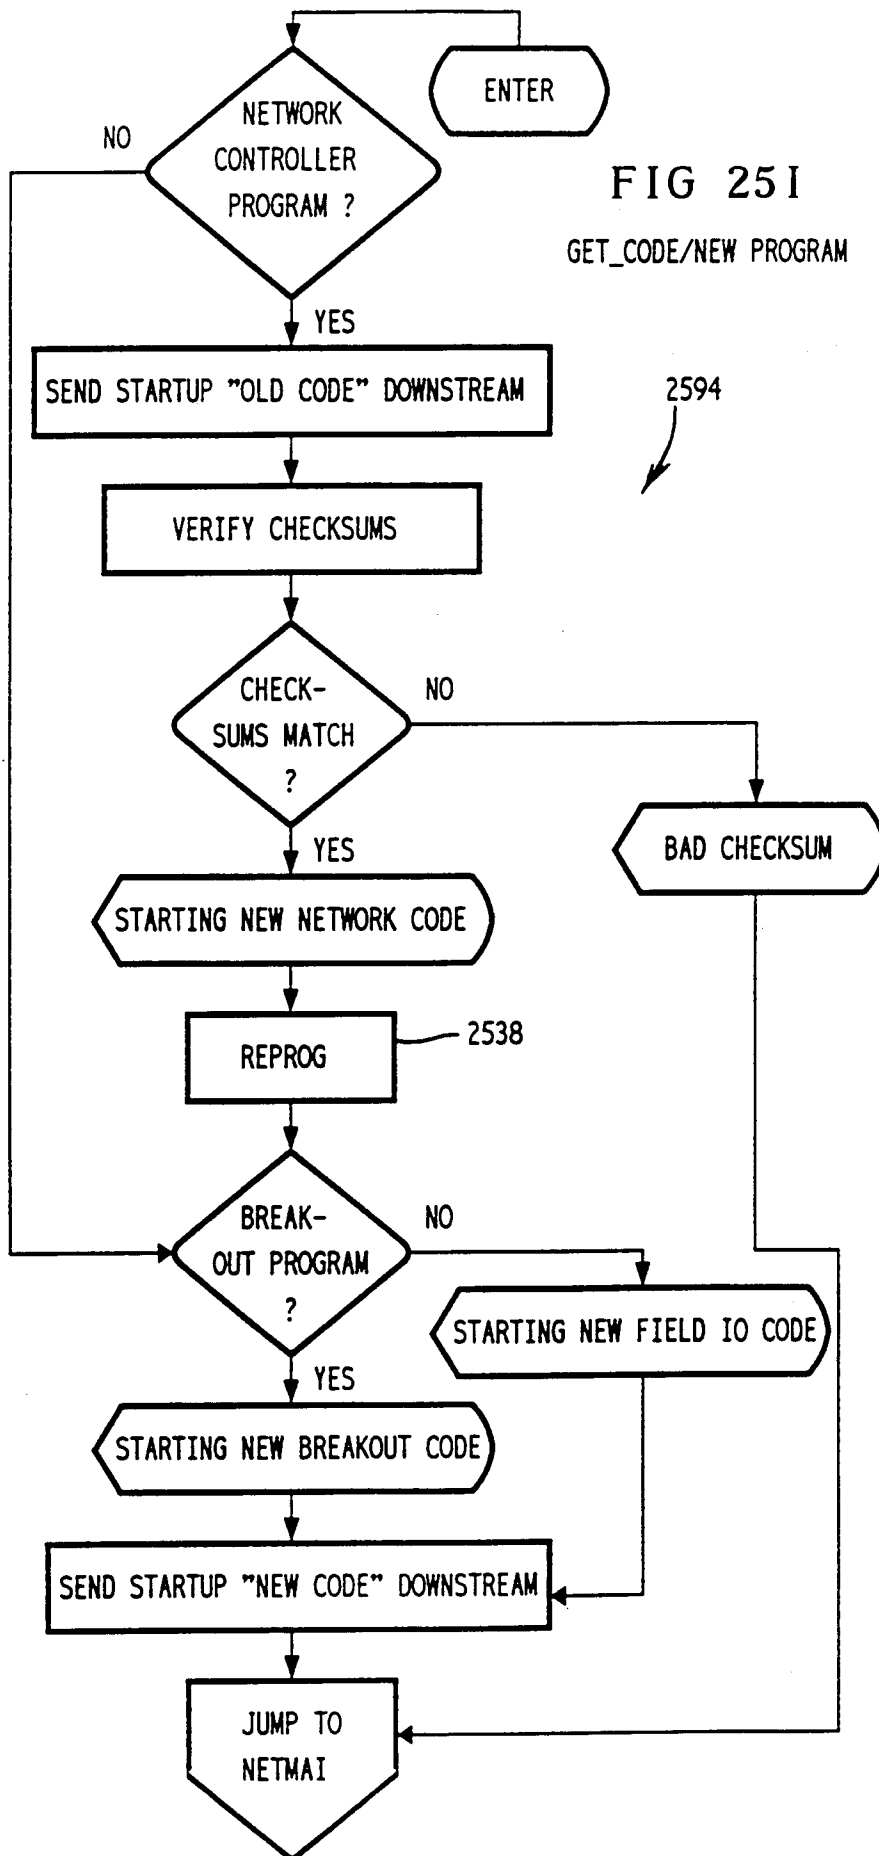 ENTER
NETWORK
CONTROLLER
PROGRAM ?
NO
FIG 25I
GET_CODE/NEW PROGRAM
YES
SEND STARTUP "OLD CODE" DOWNSTREAM
2594
VERIFY CHECKSUMS
CHECK-
SUMS MATCH
?
NO
YES
BAD CHECKSUM
STARTING NEW NETWORK CODE
REPROG
2538
BREAK-
OUT PROGRAM
?
NO
STARTING NEW FIELD IO CODE
YES
STARTING NEW BREAKOUT CODE
SEND STARTUP "NEW CODE" DOWNSTREAM
JUMP TO
NETMAI